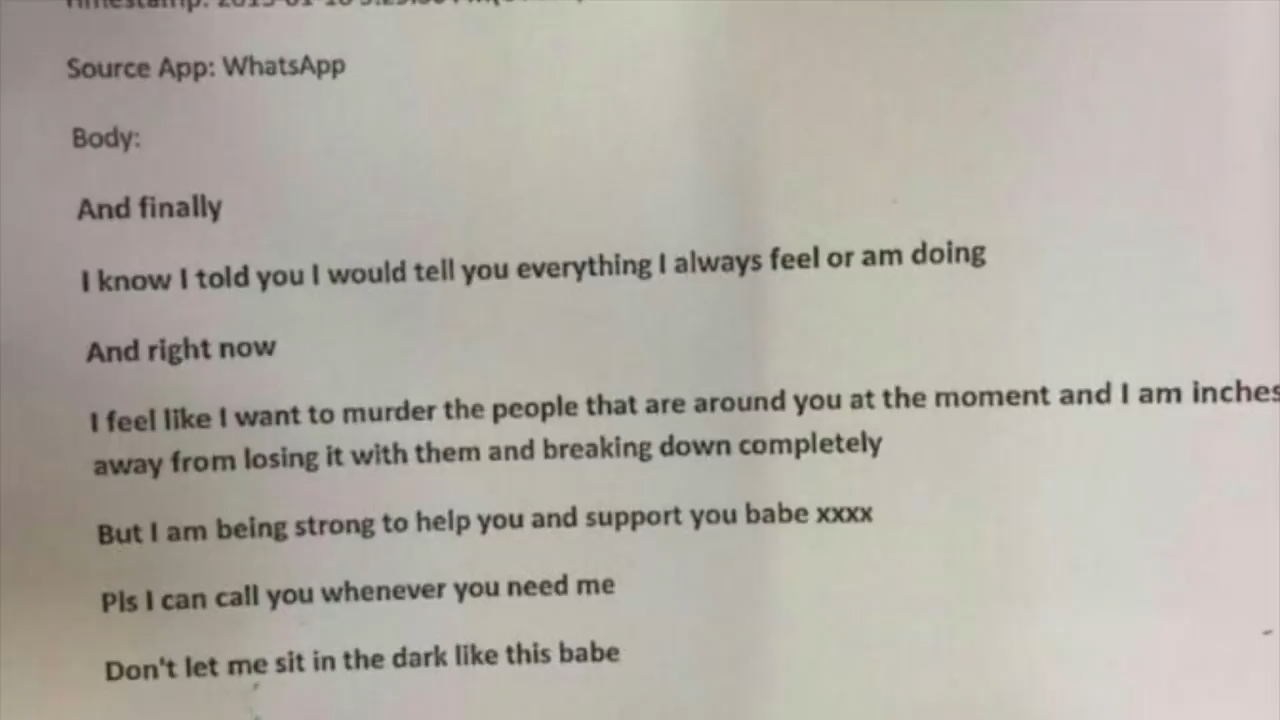 Source App: WhatsApp
Body:
And finally
I know I told you I would tell you everything I always feel or am doing
And right now
I feel like I want to murder the people that are around you at the moment and I am inches
away from losing it with them and breaking down completely
But I am being strong to help you and support you babe xxxx
Pls I can call you whenever you need me
Don't let me sit in the dark like this babe